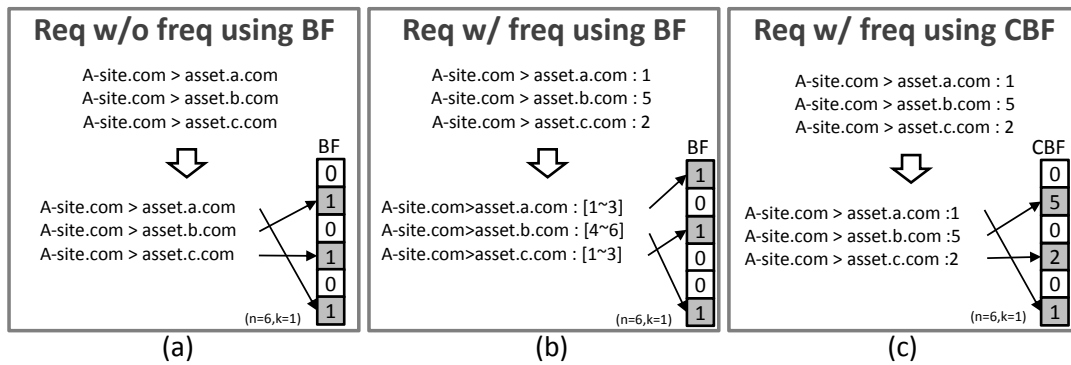 Req w/o freq using BF
A-site.com > asset.a.com
A-site.com > asset.b.com
A-site.com > asset.c.com
BF
0
1
0
1
0
1
A-site.com > asset.a.com
A-site.com > asset.b.com
A-site.com > asset.c.com
(n=6,k=1)
(a)
Req w/ freq using BF
A-site.com > asset.a.com : 1
A-site.com > asset.b.com : 5
A-site.com > asset.c.com : 2
BF
1
0
1
0
0
1
A-site.com>asset.a.com : [1~3]
A-site.com>asset.b.com : [4~6]
A-site.com>asset.c.com : [1~3]
(n=6,k=1)
(b)
Req w/ freq using CBF
A-site.com > asset.a.com : 1
A-site.com > asset.b.com : 5
A-site.com > asset.c.com : 2
CBF
0
5
0
2
0
1
A-site.com > asset.a.com :1
A-site.com > asset.b.com :5
A-site.com > asset.c.com :2
(n=6,k=1)
(c)